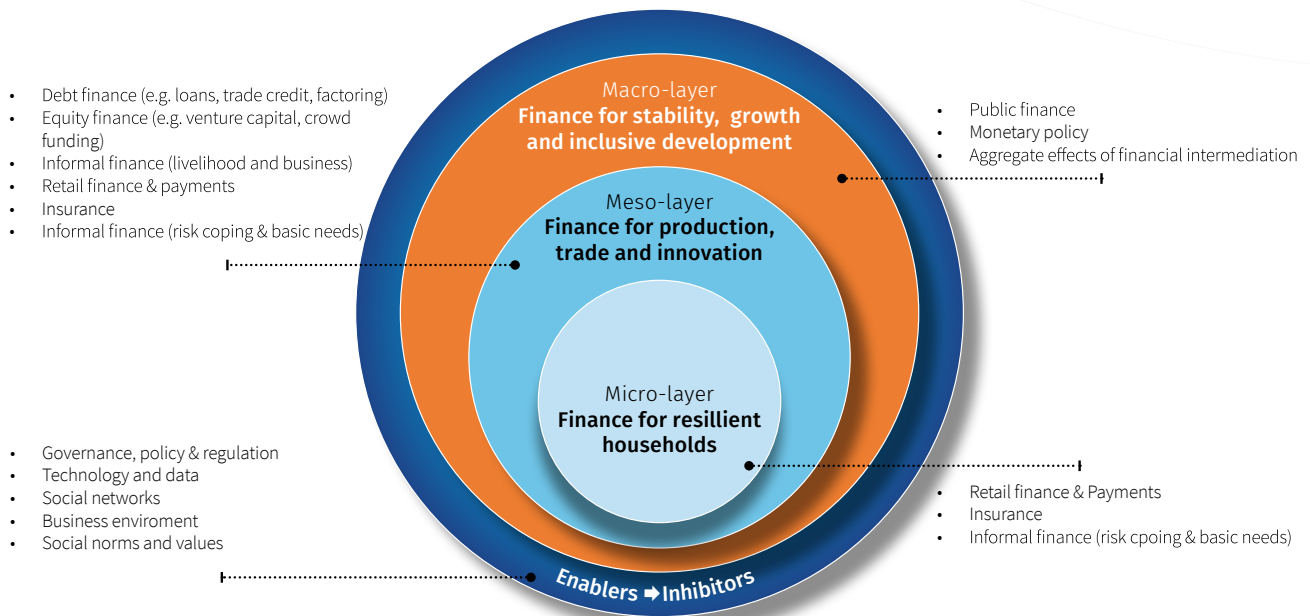 • Debt finance (e.g. loans, trade credit, factoring)
• Equity finance (e.g. venture capital, crowd
funding)
• Informal finance (livelihood and business)
• Retail finance & payments
• Insurance
• Informal finance (risk coping & basic needs)
Macro-layer
Finance for stability, growth
and inclusive development
• Public finance
• Monetary policy
• Aggregate effects of financial intermediation
Meso-layer
Finance for production,
trade and innovation
Micro-layer
Finance for resillient
households
• Governance, policy & regulation
• Technology and data
• Social networks
• Business enviroment
• Social norms and values
• Retail finance & Payments
• Insurance
• Informal finance (risk cpoing & basic needs)
Enablers ➡ Inhibitors